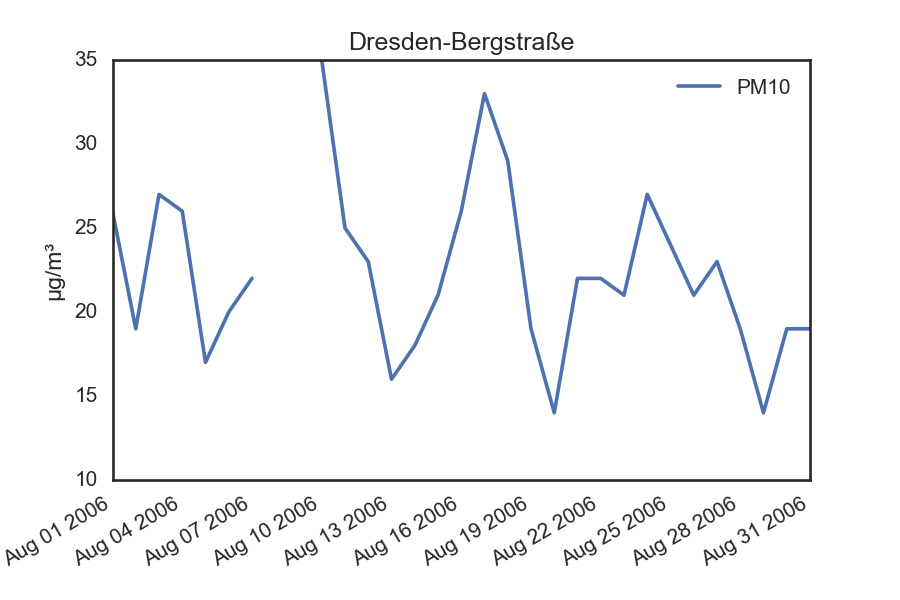 Dresden-Bergstraße
PM10
µg/m³
35
30
25
20
15
10
Aug 01 2006
Aug 04 2006
Aug 07 2006
Aug 10 2006
Aug 13 2006
Aug 16 2006
Aug 19 2006
Aug 22 2006
Aug 25 2006
Aug 28 2006
Aug 31 2006